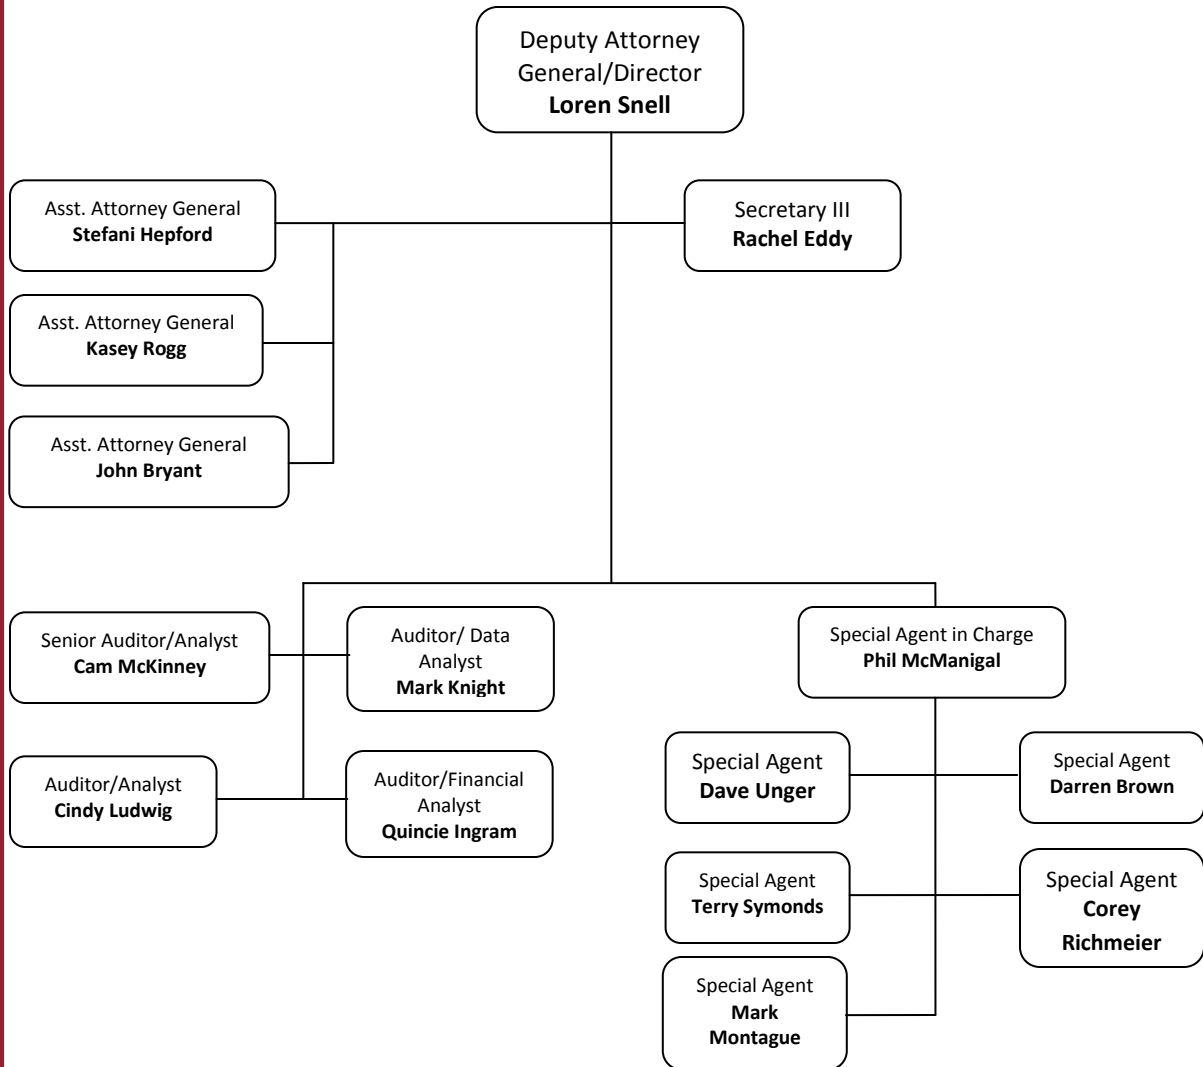 Deputy Attorney
General/Director
Loren Snell
Asst. Attorney General
Stefani Hepford
Secretary III
Rachel Eddy
Asst. Attorney General
Kasey Rogg
Asst. Attorney General
John Bryant
Senior Auditor/Analyst
Cam McKinney
Auditor/ Data
Analyst
Mark Knight
Special Agent in Charge
Phil McManigal
Auditor/Analyst
Cindy Ludwig
Auditor/Financial
Analyst
Quincie Ingram
Special Agent
Dave Unger
Special Agent
Darren Brown
Special Agent
Terry Symonds
Special Agent
Corey
Richmeier
Special Agent
Mark
Montague